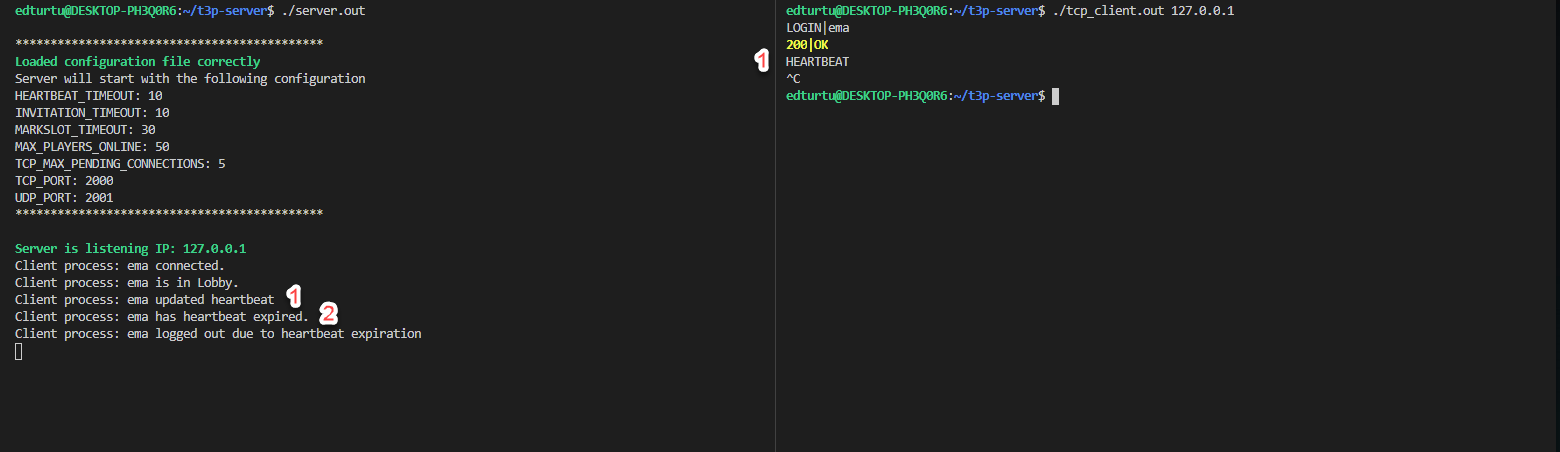 edturtu@DESKTOP-PH3Q0R6:~/t3p-server$ ./server.out
*******************************************
Loaded configuration file correctly
Server will start with the following configuration
HEARTBEAT_TIMEOUT: 10
INVITATION_TIMEOUT: 10
MARKSLOT_TIMEOUT: 30
MAX_PLAYERS_ONLINE: 50
TCP_MAX_PENDING_CONNECTIONS: 5
TCP_PORT: 2000
UDP_PORT: 2001
*******************************************
Server is listening IP: 127.0.0.1
Client process: ema connected.
Client process: ema is in Lobby.
Client process: ema updated heartbeat 1
Client process: ema has heartbeat expired. 2
Client process: ema logged out due to heartbeat expiration
edturtu@DESKTOP-PH3Q0R6:~/t3p-server$ ./tcp_client.out 127.0.0.1
LOGIN|ema
200|OK
1 HEARTBEAT
^C
edturtu@DESKTOP-PH3Q0R6:~/t3p-server$